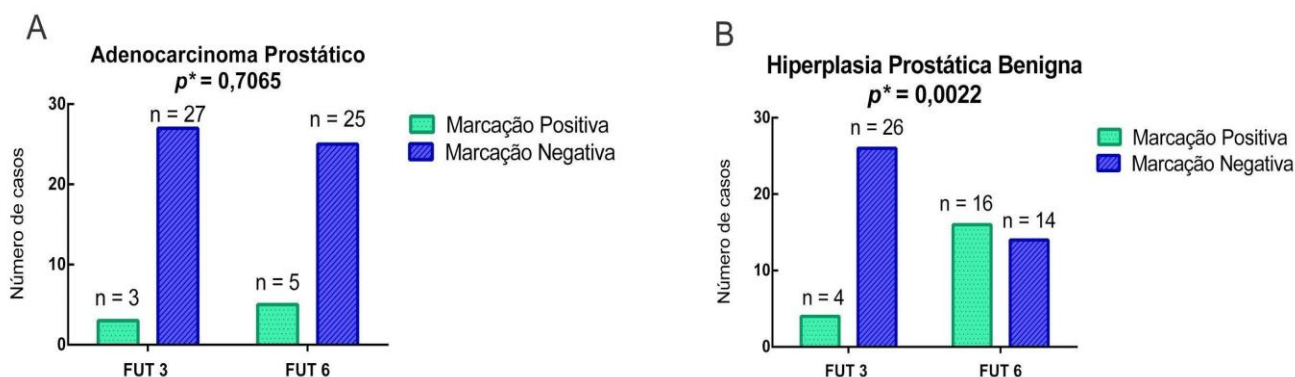 A
Adenocarcinoma Prostático
p* = 0,7065
30
20
10
0
Número de casos
n = 3
n = 27
n = 5
n = 25
FUT 3
FUT 6
Marcação Positiva
Marcação Negativa
B
Hiperplasia Prostática Benigna
p* = 0,0022
30
20
10
0
Número de casos
n = 4
n = 26
n = 16
n = 14
FUT 3
FUT 6
Marcação Positiva
Marcação Negativa